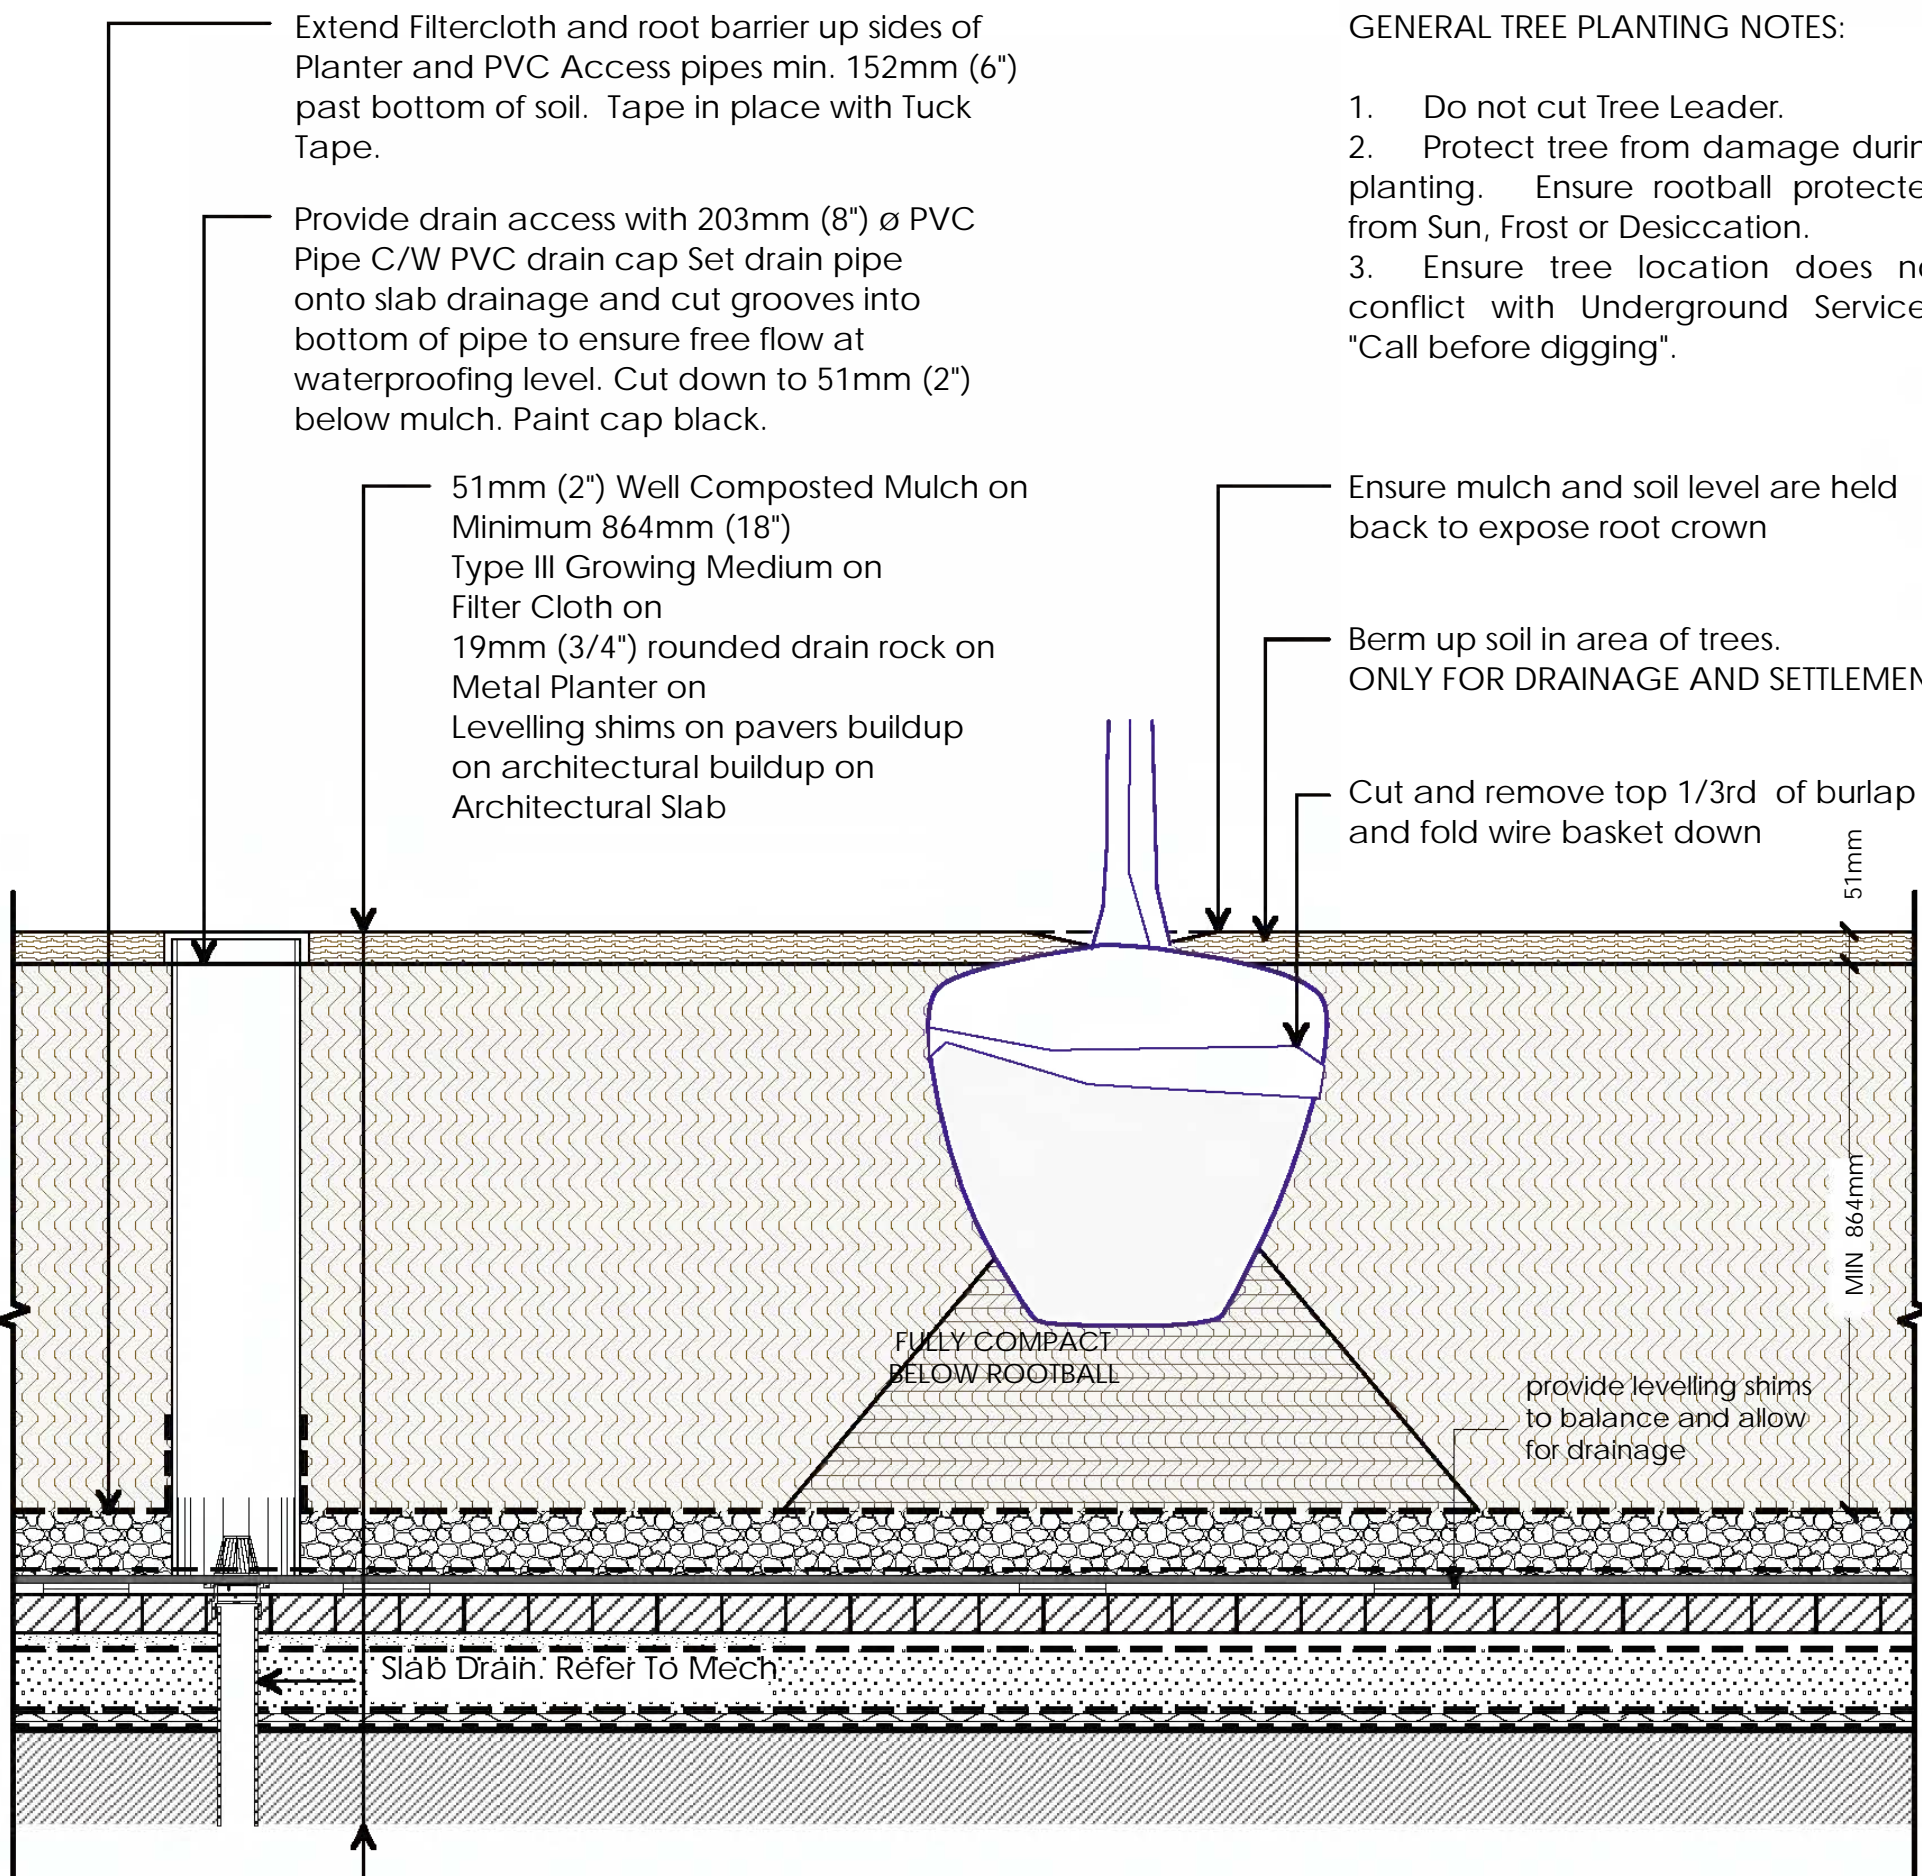 Extend Filtercloth and root barrier up sides of
Planter and PVC Access pipes min. 152mm (6")
past bottom of soil. Tape in place with Tuck
Tape.
Provide drain access with 203mm (8") ø PVC
Pipe C/W PVC drain cap Set drain pipe
onto slab drainage and cut grooves into
bottom of pipe to ensure free flow at
waterproofing level. Cut down to 51mm (2")
below mulch. Paint cap black.
51mm (2") Well Composted Mulch on
Minimum 864mm (18")
Type III Growing Medium on
Filter Cloth on
19mm (3/4") rounded drain rock on
Metal Planter on
Levelling shims on pavers buildup
on architectural buildup on
Architectural Slab
GENERAL TREE PLANTING NOTES:
1. Do not cut Tree Leader.
2. Protect tree from damage durin
planting. Ensure rootball protecte
from Sun, Frost or Desiccation.
3. Ensure tree location does no
conflict with Underground Service
"Call before digging".
Ensure mulch and soil level are held
back to expose root crown
Berm up soil in area of trees.
ONLY FOR DRAINAGE AND SETTLEMEN
Cut and remove top 1/3rd of burlap
and fold wire basket down
51mm
MIN 864mm
FULLY COMPACT
BELOW ROOTBALL
provide levelling shims
to balance and allow
for drainage
Slab Drain. Refer To Mech.